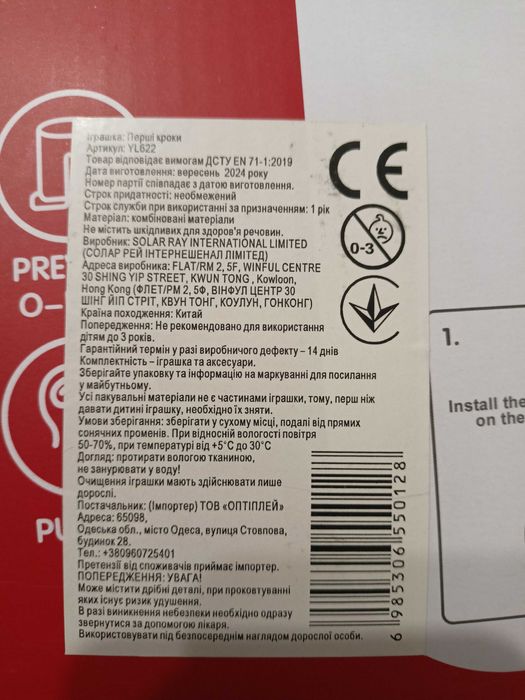 Іграшка: Перші кроки
Артикул: YL622
Товар відповідає вимогам ДСТУ EN 71-1:2019
Дата виготовлення: вересень 2024 року
Номер партії співпадає з датою виготовлення.
Строк придатності: необмежений
Строк служби при використанні за призначенням: 1 рік
Матеріал: комбіновані матеріали
Не містить шкідливих для здоров'я речовин.
Виробник: SOLAR RAY INTERNATIONAL LIMITED
(СОЛАР РЕЙ ІНТЕРНЕШЕНАЛ ЛІМІТЕД)
Адреса виробника: FLAT/RM 2, 5F, WINFUL CENTRE
30 SHING YIP STREET, KWUN TONG , Kowloon,
Hong Kong (ФЛЕТ/РМ 2, 5Ф, ВІНФУЛ ЦЕНТР 30
ШІНГ ЙІП СТРІТ, КВУН ТОНГ, КОУЛУН, ГОНКОНГ)
Країна походження: Китай
Попередження: Не рекомендовано для використання
дітям до 3 років.
Гарантійний термін у разі виробничого дефекту – 14 днів
Комплектність – іграшка та аксесуари.
Зберігайте упаковку та інформацію на маркуванні для посилання
у майбутньому.
Усі пакувальні матеріали не є частинами іграшки, тому, перш ніж
давати дитині іграшку, необхідно їх зняти.
Умови зберігання: зберігати у сухому місці, подалі від прямих
сонячних променів. При відносній вологості повітря
50-70%, при температурі від +5°C до 30°C
Догляд: протирати вологою тканиною,
не занурювати у воду!
Очищення іграшки мають здійснювати лише
дорослі.
Постачальник: (Імпортер) ТОВ «ОПТІПЛЕЙ»
Адреса: 65098,
Одеська обл., місто Одеса, вулиця Стовпова,
будинок 28.
Тел.: +380960725401
Претензії від споживачів приймає імпортер.
ПОПЕРЕДЖЕННЯ: УВАГА!
Може містити дрібні деталі, при проковтуванні
яких існує ризик удушення.
В разі виникнення небезпеки необхідно одразу
звернутися за допомогою лікаря.
Використовувати під безпосереднім наглядом дорослої особи.
CE
0-3
6985306550128
PRE
O-
PU
1.
Install the
on the